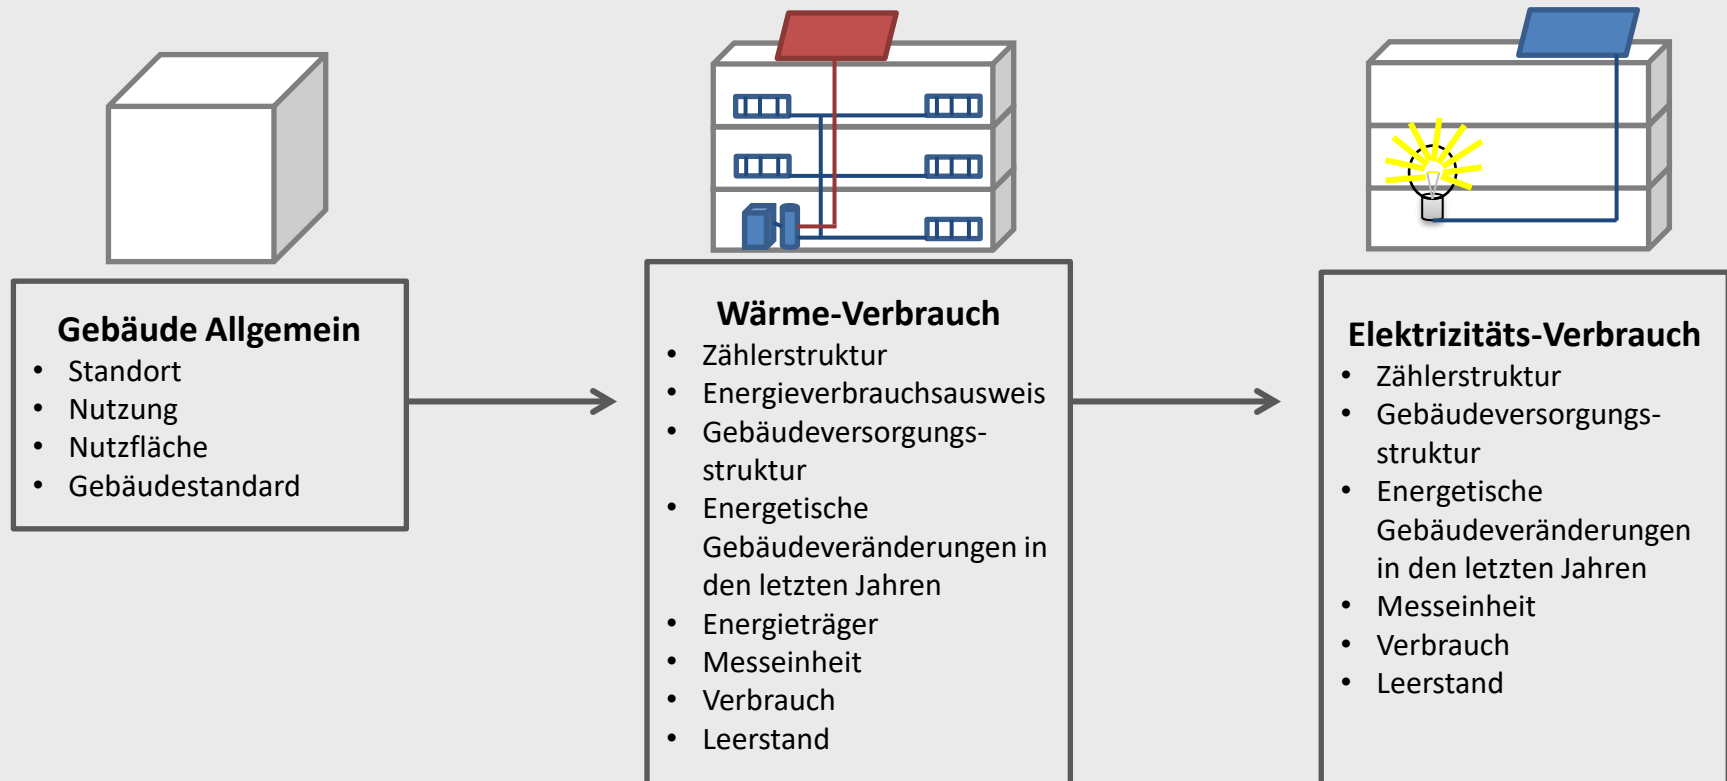 Gebäude Allgemein
• Standort
• Nutzung
• Nutzfläche
• Gebäudestandard
Wärme-Verbrauch
• Zählerstruktur
• Energieverbrauchsausweis
• Gebäudeversorgungs-
struktur
• Energetische
Gebäudeveränderungen in
den letzten Jahren
• Energieträger
• Messeinheit
• Verbrauch
• Leerstand
Elektrizitäts-Verbrauch
• Zählerstruktur
• Gebäudeversorgungs-
struktur
• Energetische
Gebäudeveränderungen
in den letzten Jahren
• Messeinheit
• Verbrauch
• Leerstand